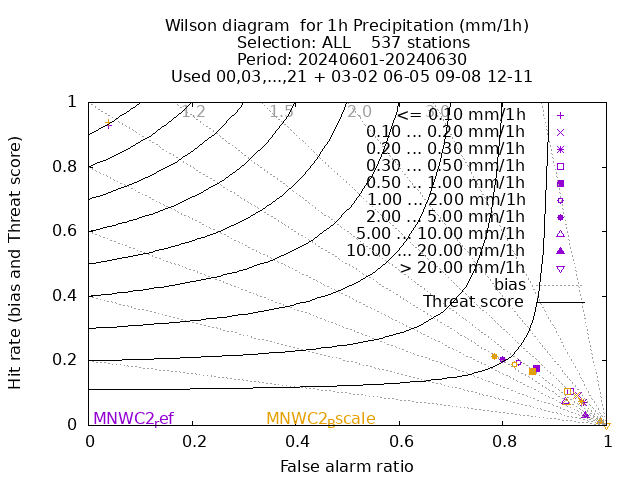 Wilson diagram  for 1h Precipitation (mm/1h)
Selection: ALL    537 stations
Period: 20240601-20240630
Used 00,03,...,21 + 03-02 06-05 09-08 12-11
Hit rate (bias and Threat score)
1
0.8
0.6
0.4
0.2
0
1.2
1.5
2.0
3.0
<= 0.10 mm/1h
0.10 ... 0.20 mm/1h
0.20 ... 0.30 mm/1h
0.30 ... 0.50 mm/1h
0.50 ... 1.00 mm/1h
1.00 ... 2.00 mm/1h
2.00 ... 5.00 mm/1h
5.00 ... 10.00 mm/1h
10.00 ... 20.00 mm/1h
> 20.00 mm/1h
bias
Threat score
MNWC2ref
MNWC2Bscale
0
0.2
0.4
0.6
0.8
1
False alarm ratio